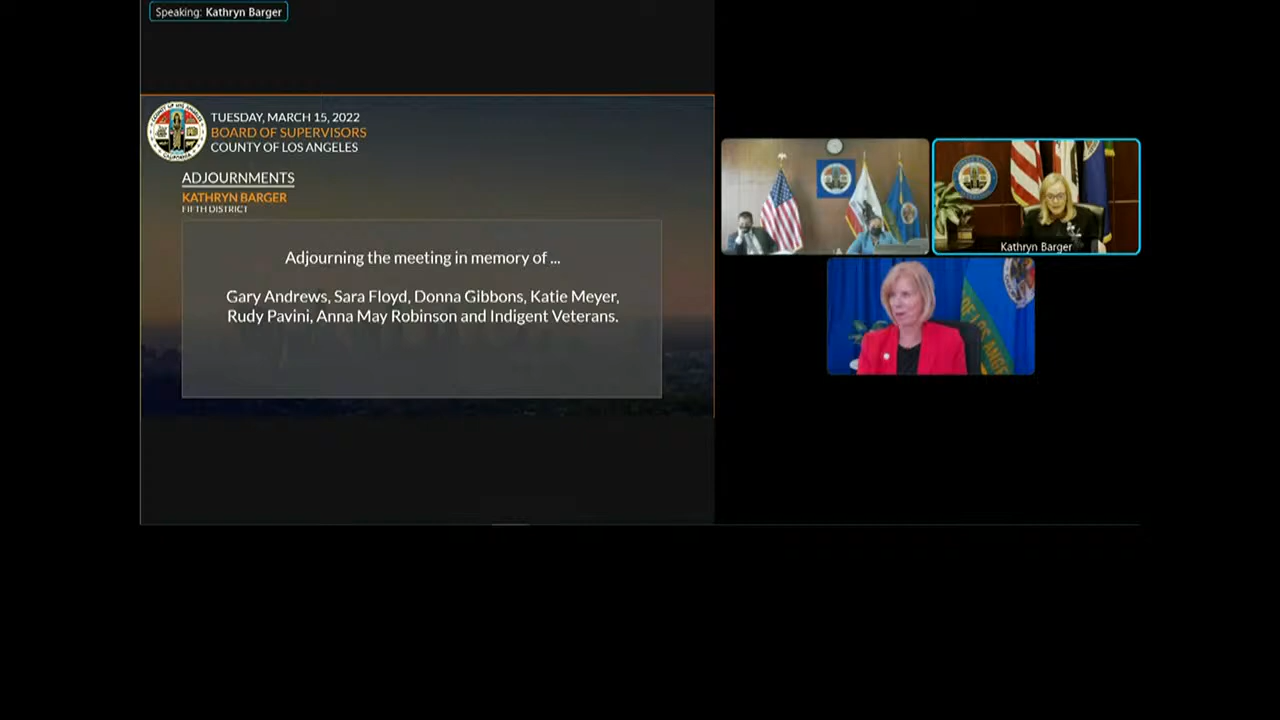 Speaking: Kathryn Barger
TUESDAY, MARCH 15, 2022
BOARD OF SUPERVISORS
COUNTY OF LOS ANGELES
ADJOURNMENTS
KATHRYN BARGER
FIFTH DISTRICT
Adjourning the meeting in memory of ...
Gary Andrews, Sara Floyd, Donna Gibbons, Katie Meyer,
Rudy Pavini, Anna May Robinson and Indigent Veterans.
Kathryn Barger